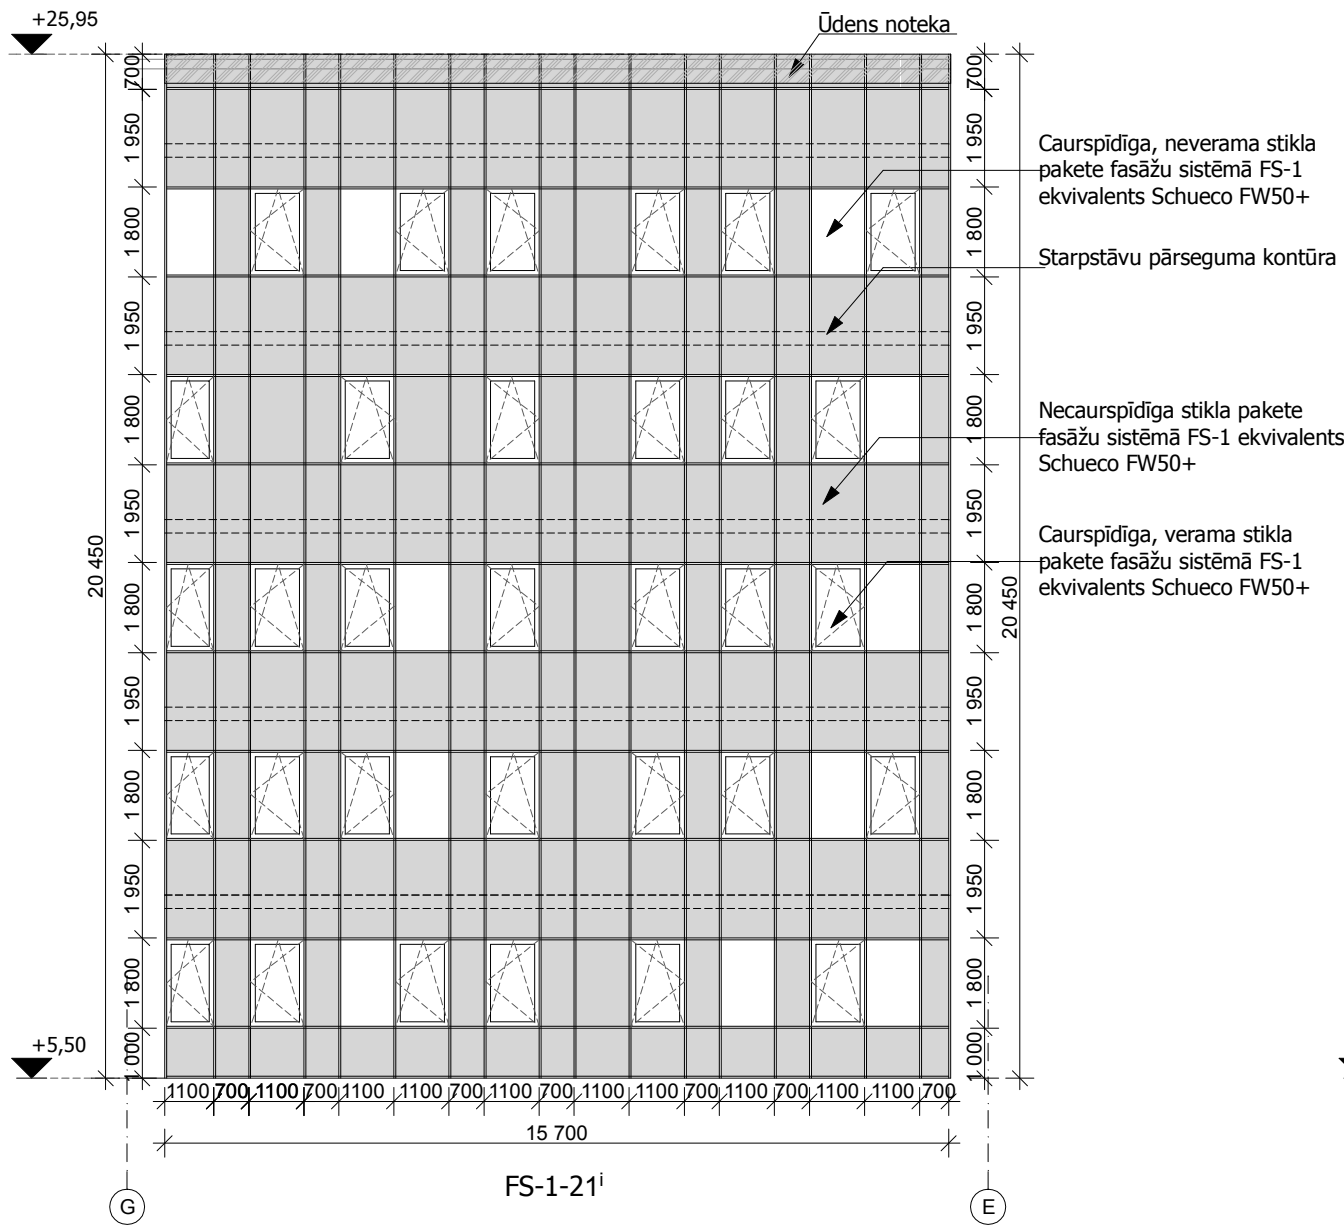 +25,95
Ūdens noteka
700
700
1 950
1 950
Caurspīdīga, neverama stikla
pakete fasāžu sistēmā FS-1
ekvivalents Schueco FW50+
1 800
1 800
Starpstāvu pārseguma kontūra
1 950
1 950
1 800
1 800
Necaurspīdīga stikla pakete
fasāžu sistēmā FS-1 ekvivalents
Schueco FW50+
1 950
1 950
Caurspīdīga, verama stikla
pakete fasāžu sistēmā FS-1
ekvivalents Schueco FW50+
20 450
20 450
1 800
1 800
1 950
1 950
1 800
1 800
1 950
1 950
1 800
1 800
+5,50
1 000
1 000
1100 700 1100 700 1100 1100 700 1100 700 1100 1100 700 1100 700 1100 1100 700
15 700
FS-1-21i
G
E